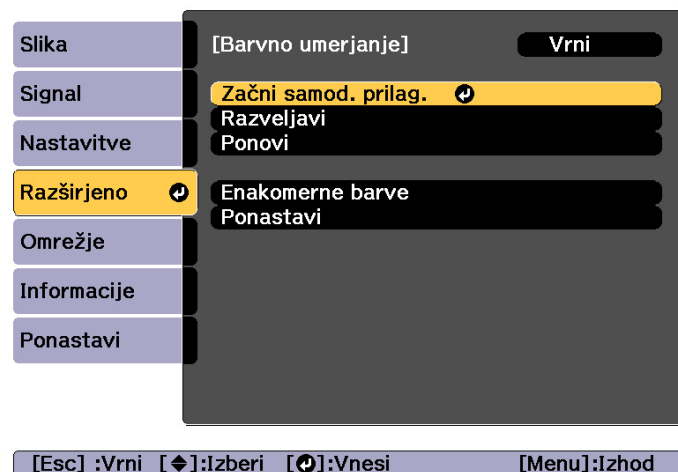 Slika
Signal
Nastavitve
Razširjeno
Omrežje
Informacije
Ponastavi
[Barvno umerjanje] Vrni
Začni samod. prilag.
Razveljavi
Ponovi
Enakomerne barve
Ponastavi
[Esc] :Vrni [◆]:Izberi [↵]:Vnesi [Menu]:Izhod